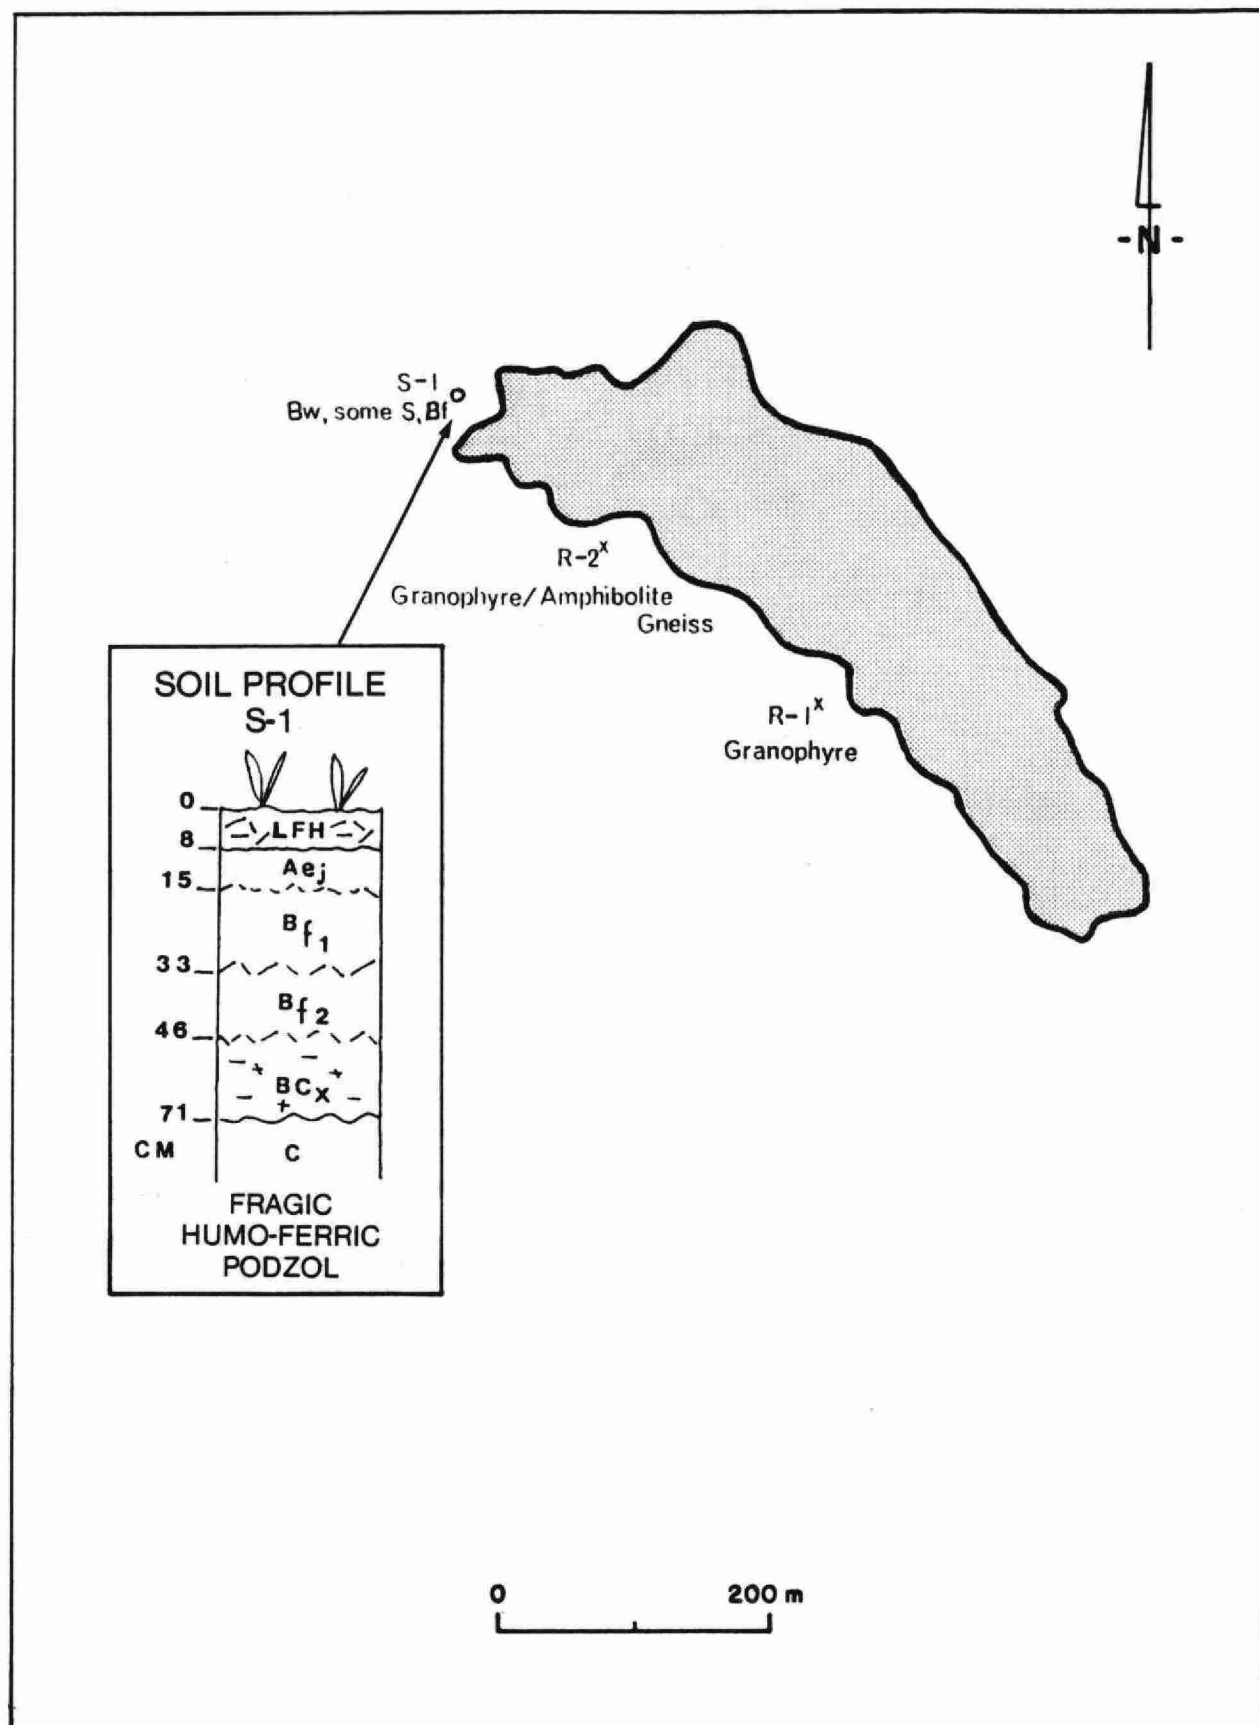 -N-
S-1
Bw, some S, Bf
R-2x
Granophyre/Amphibolite
Gneiss
R-1x
Granophyre
SOIL PROFILE
S-1
0
LFH
8
Aej
15
Bf1
33
Bf2
46
BCx
71
CM
C
FRAGIC
HUMO-FERRIC
PODZOL
0 200 m